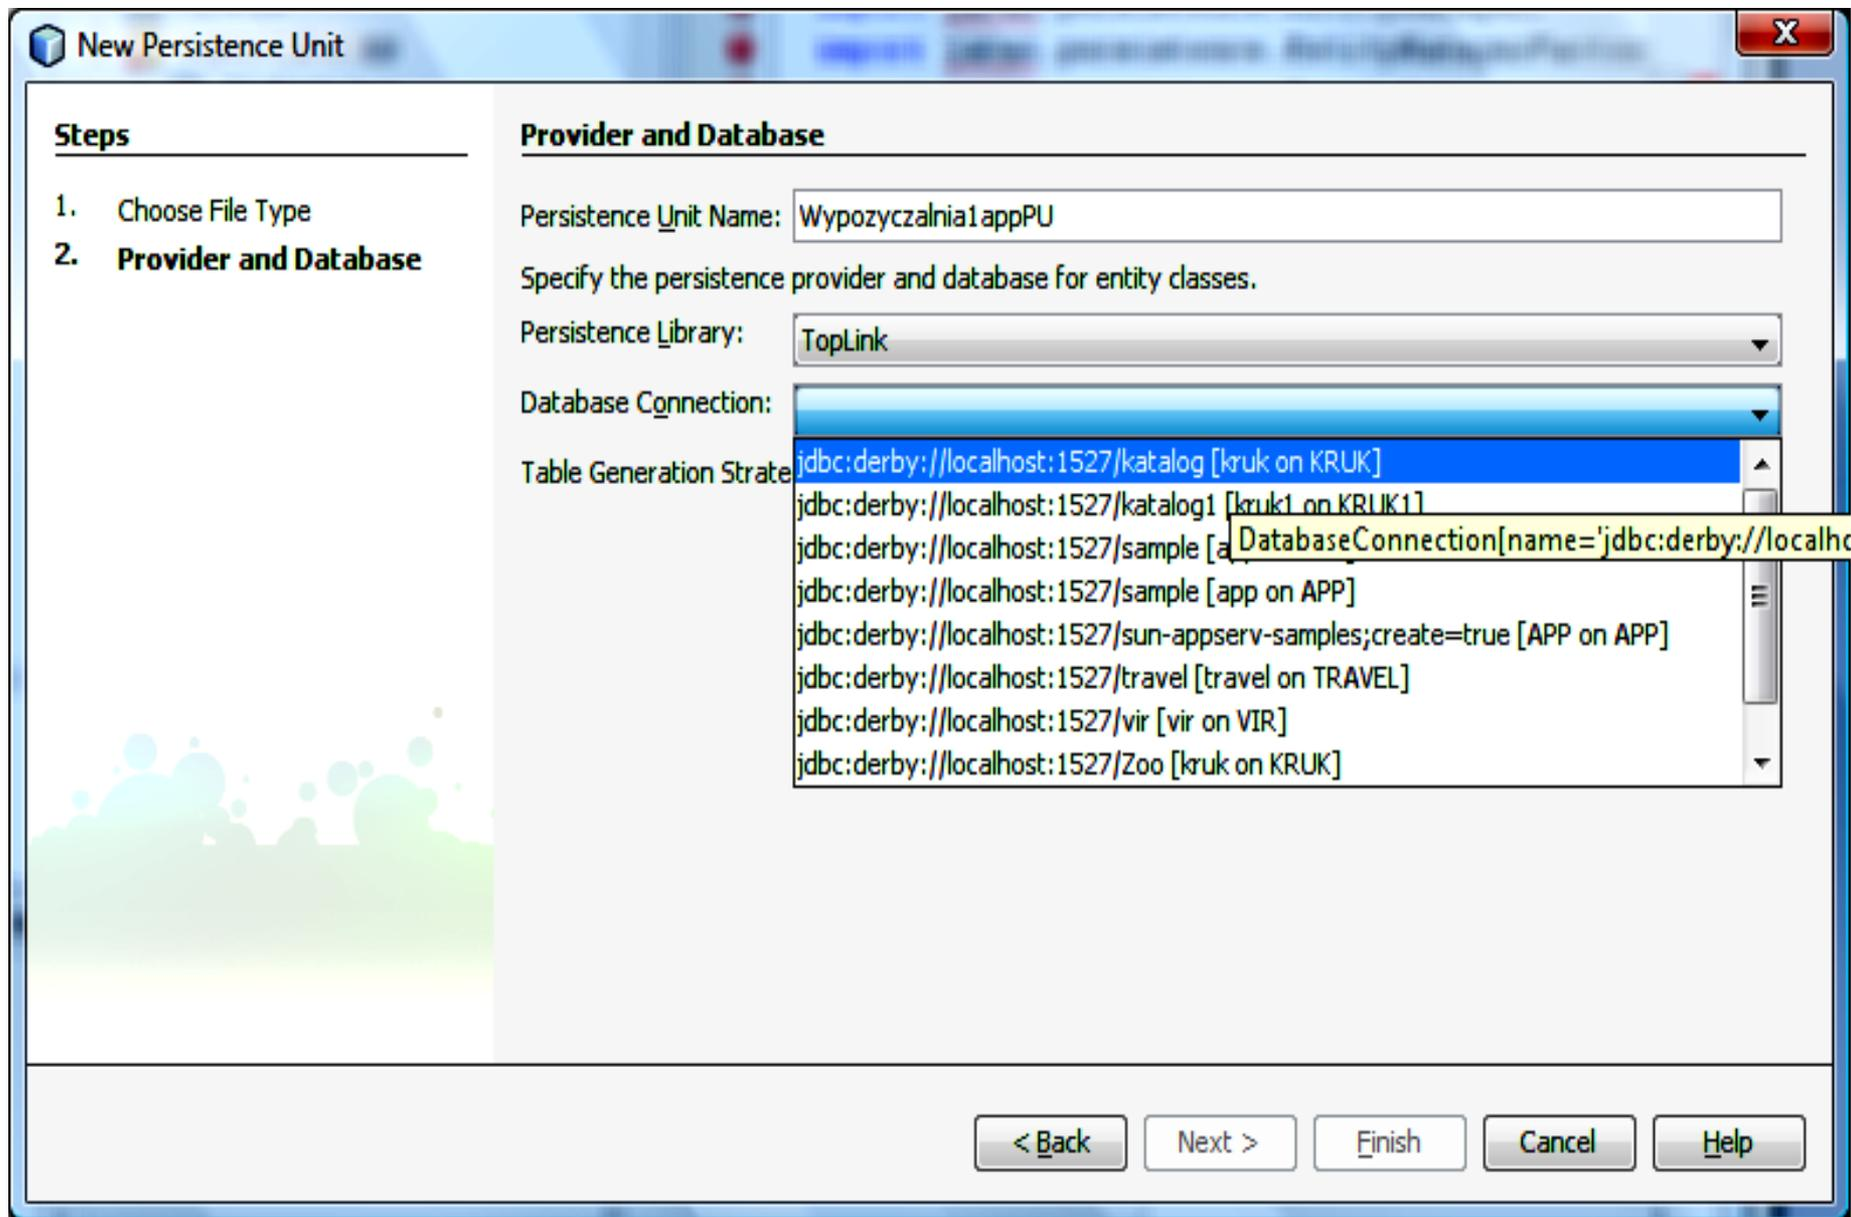 New Persistence Unit
Steps
1. Choose File Type
2. Provider and Database
Provider and Database
Persistence Unit Name: Wypozyczalnia1appPU
Specify the persistence provider and database for entity classes.
Persistence Library: TopLink
Database Connection:
Table Generation Strate
jdbc:derby://localhost:1527/katalog [kruk on KRUK]
jdbc:derby://localhost:1527/katalog1 [kruk1 on KRUK1]
DatabaseConnection[name='jdbc:derby://localho
jdbc:derby://localhost:1527/sample [a
jdbc:derby://localhost:1527/sample [app on APP]
jdbc:derby://localhost:1527/sun-appserv-samples;create=true [APP on APP]
jdbc:derby://localhost:1527/travel [travel on TRAVEL]
jdbc:derby://localhost:1527/vir [vir on VIR]
jdbc:derby://localhost:1527/Zoo [kruk on KRUK]
< Back
Next >
Finish
Cancel
Help